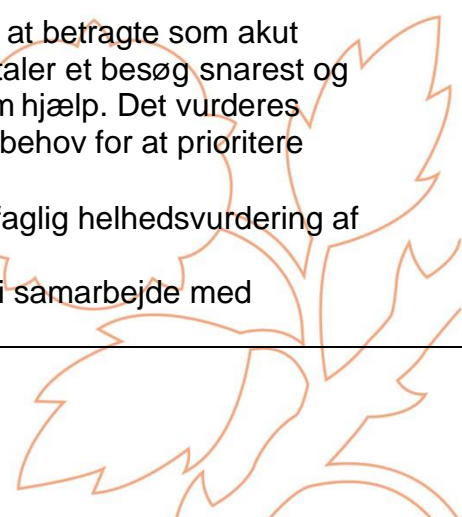 at betragte som akut
taler et besøg snarest og
m hjælp. Det vurderes
behov for at prioritere
faglig helhedsvurdering af
i samarbejde med